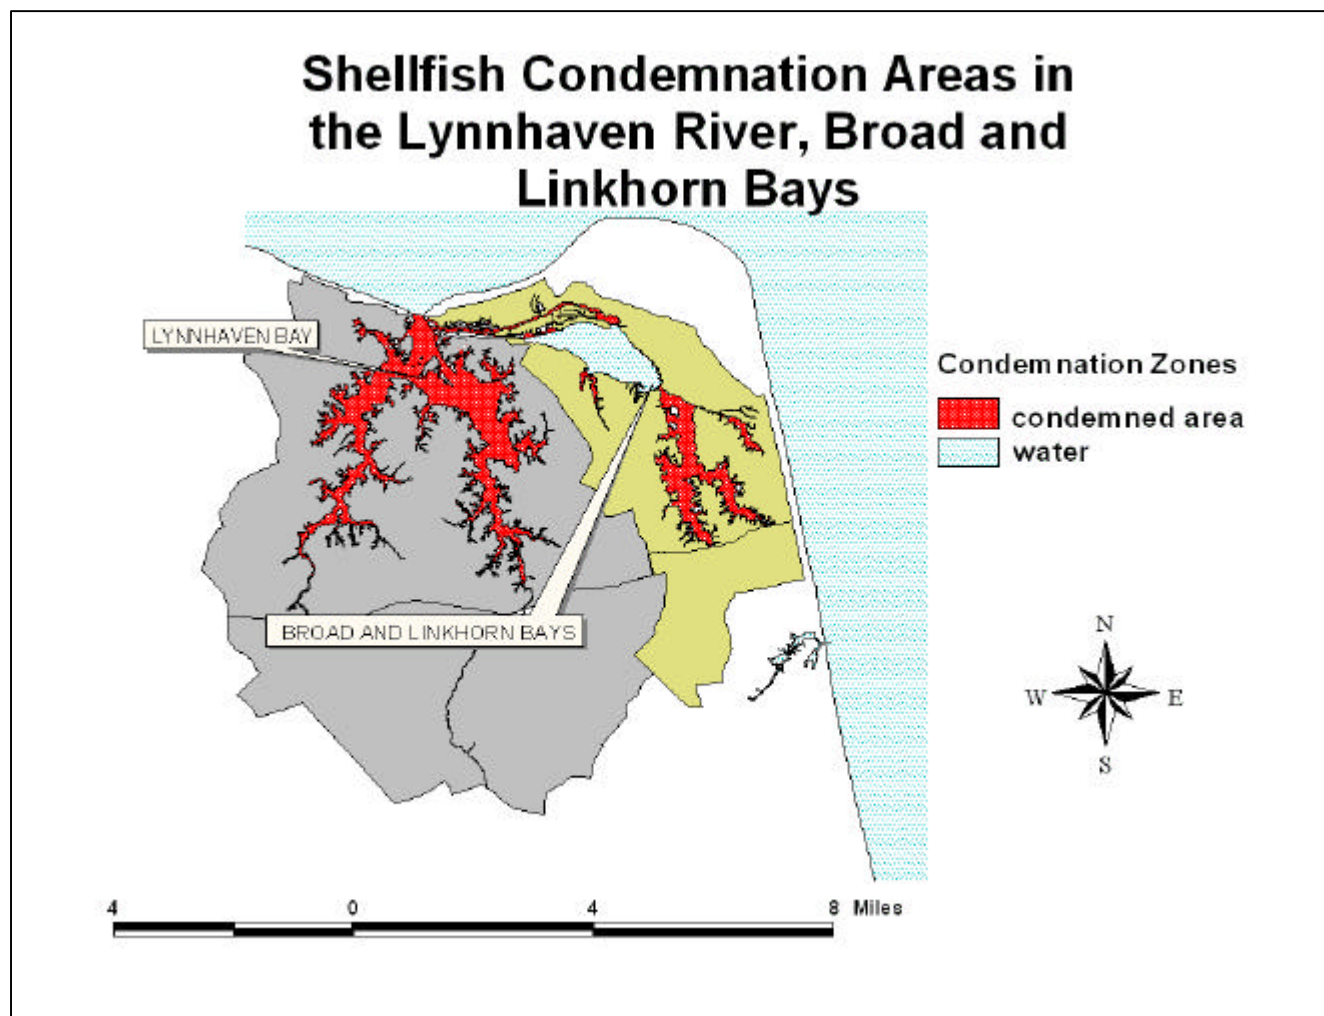 Shellfish Condemnation Areas in
the Lynnhaven River, Broad and
Linkhorn Bays
LYNNHAVEN BAY
Condemnation Zones
condemned area
water
BROAD AND LINKHORN BAYS
N
W E
S
4 0 4 8 Miles